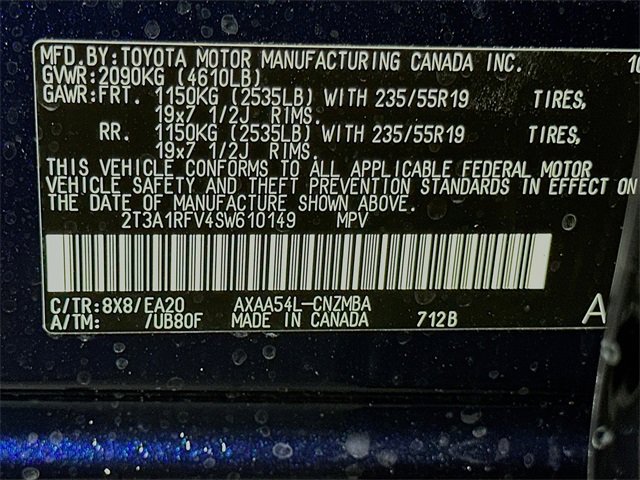 MFD.BY:TOYOTA MOTOR MANUFACTURING CANADA INC. 10
GVWR:2090KG (4610LB)
GAWR:FRT. 1150KG (2535LB) WITH 235/55R19 TIRES,
19x7 1/2J RIMS.
RR. 1150KG (2535LB) WITH 235/55R19 TIRES,
19x7 1/2J RIMS.
THIS VEHICLE CONFORMS TO ALL APPLICABLE FEDERAL MOTOR
VEHICLE SAFETY AND THEFT PREVENTION STANDARDS IN EFFECT ON
THE DATE OF MANUFACTURE SHOWN ABOVE.
2T3A1RFV4SW610149 MPV
C/TR:8X8/EA20 AXAA54L-CNZMBA
A/TM: /UB80F MADE IN CANADA 712B A